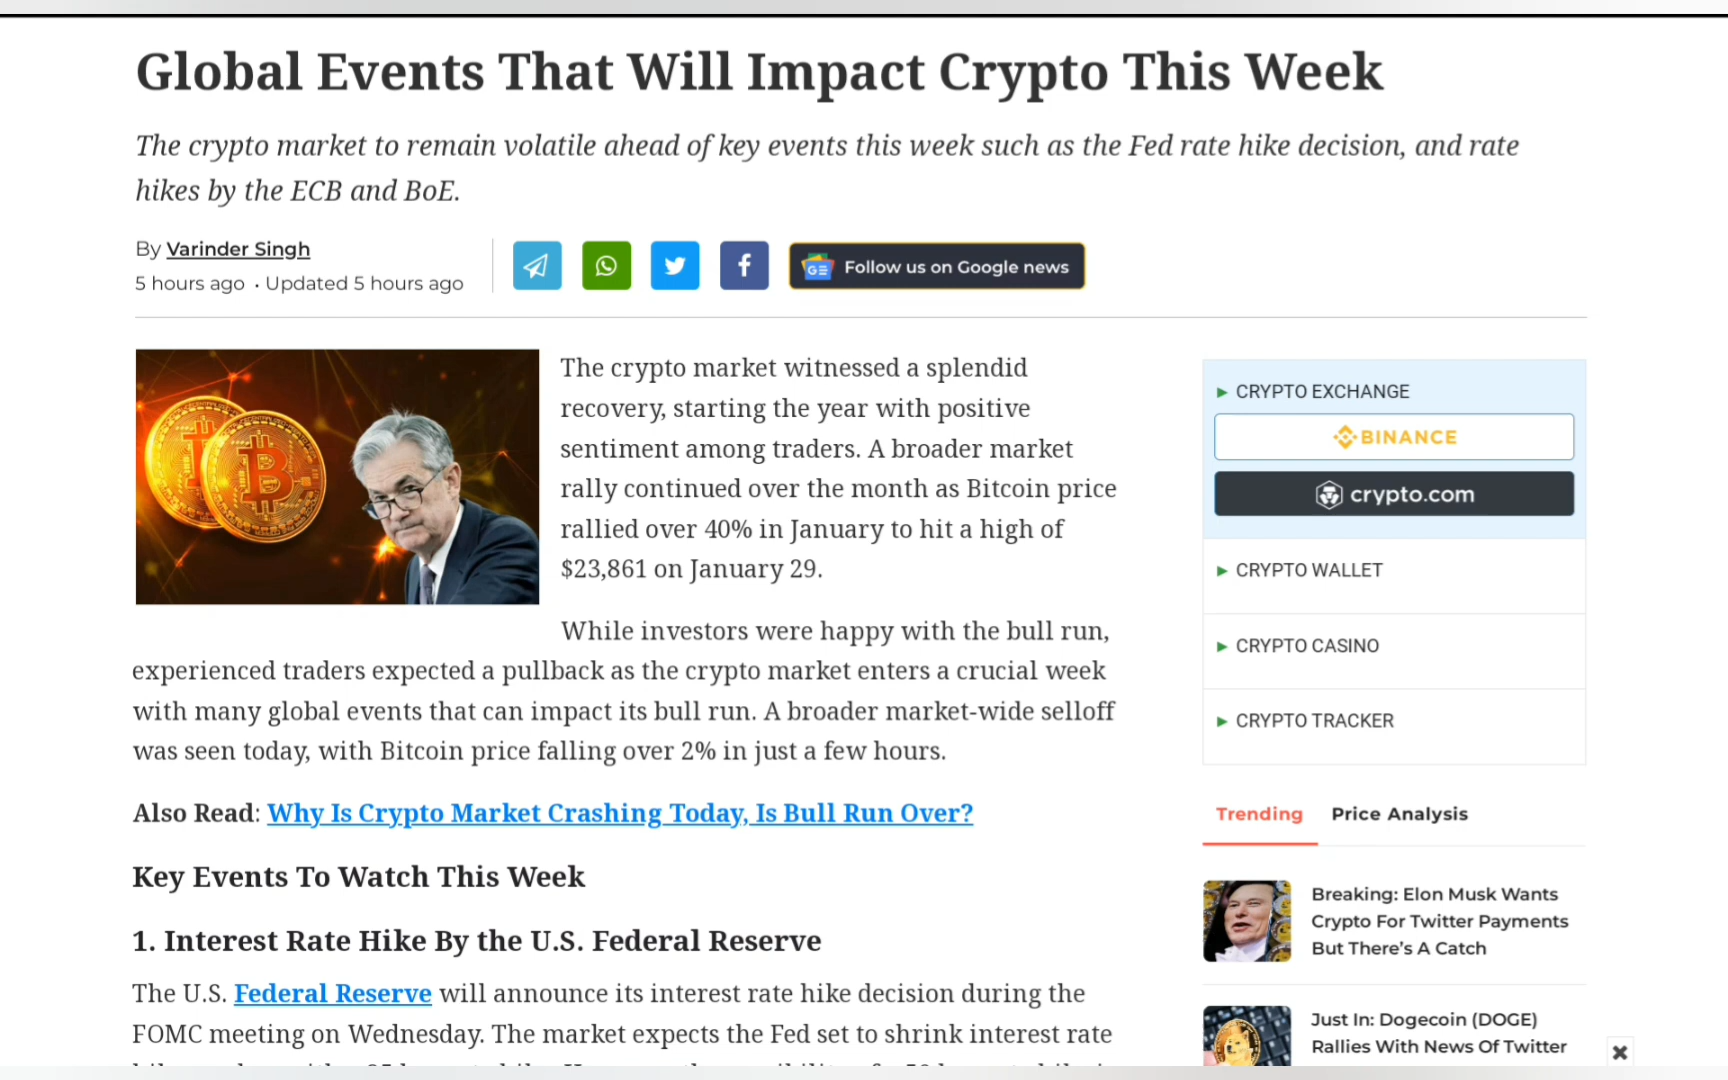 Global Events That Will Impact Crypto This Week
The crypto market to remain volatile ahead of key events this week such as the Fed rate hike decision, and rate
hikes by the ECB and BoE.
By Varinder Singh
5 hours ago • Updated 5 hours ago
GE Follow us on Google news
The crypto market witnessed a splendid
recovery, starting the year with positive
sentiment among traders. A broader market
rally continued over the month as Bitcoin price
rallied over 40% in January to hit a high of
$23,861 on January 29.
While investors were happy with the bull run,
experienced traders expected a pullback as the crypto market enters a crucial week
with many global events that can impact its bull run. A broader market-wide selloff
was seen today, with Bitcoin price falling over 2% in just a few hours.
Also Read: Why Is Crypto Market Crashing Today, Is Bull Run Over?
Key Events To Watch This Week
1. Interest Rate Hike By the U.S. Federal Reserve
The U.S. Federal Reserve will announce its interest rate hike decision during the
FOMC meeting on Wednesday. The market expects the Fed set to shrink interest rate
► CRYPTO EXCHANGE
BINANCE
crypto.com
► CRYPTO WALLET
► CRYPTO CASINO
► CRYPTO TRACKER
Trending Price Analysis
Breaking: Elon Musk Wants
Crypto For Twitter Payments
But There's A Catch
Just In: Dogecoin (DOGE)
Rallies With News Of Twitter